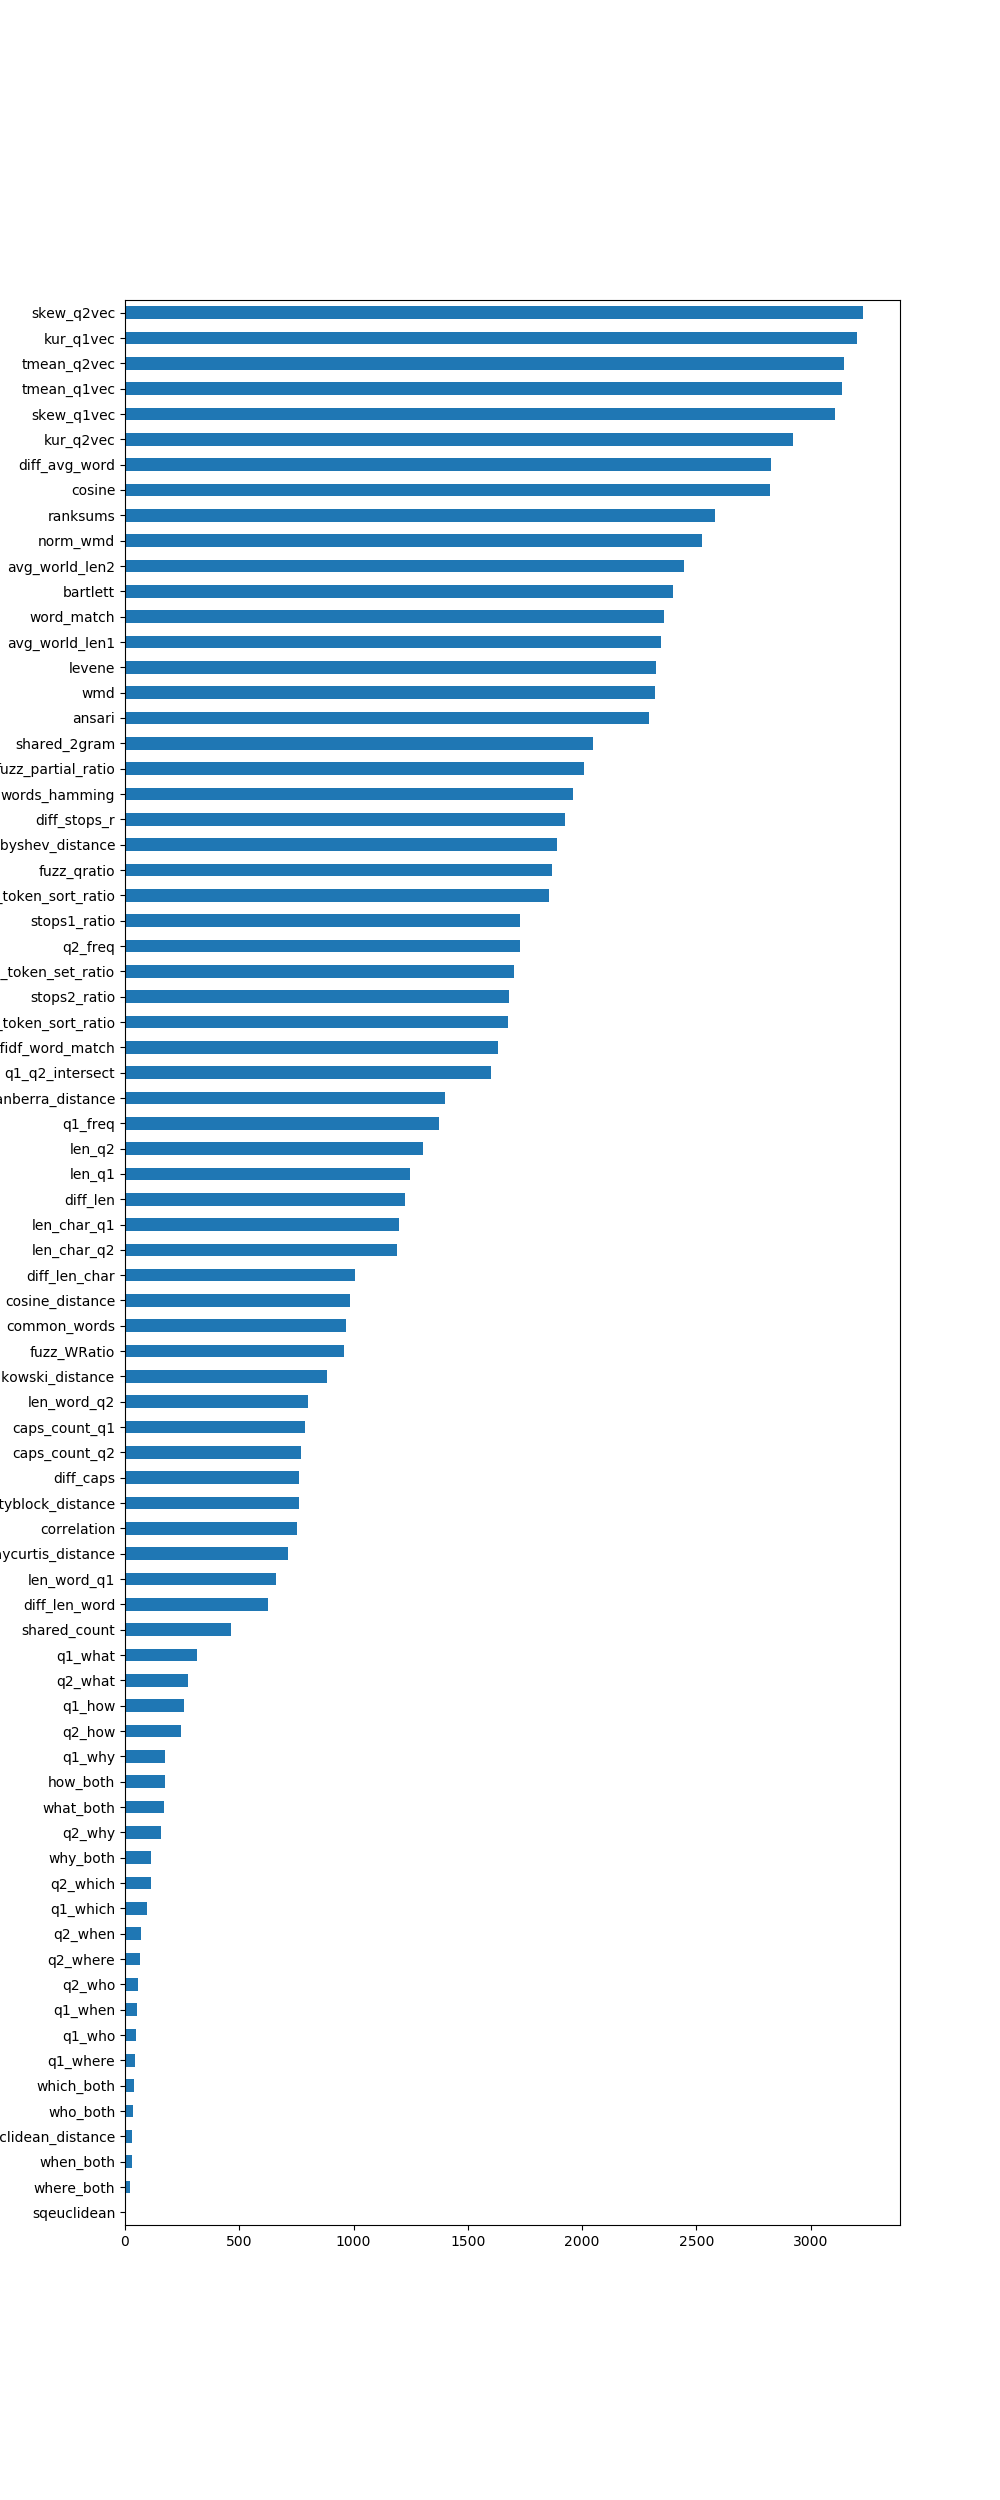 skew_q2vec
kur_q1vec
tmean_q2vec
tmean_q1vec
skew_q1vec
kur_q2vec
diff_avg_word
cosine
ranksums
norm_wmd
avg_world_len2
bartlett
word_match
avg_world_len1
levene
wmd
ansari
shared_2gram
fuzz_partial_ratio
words_hamming
diff_stops_r
byshev_distance
fuzz_qratio
_token_sort_ratio
stops1_ratio
q2_freq
_token_set_ratio
stops2_ratio
_token_sort_ratio
fidf_word_match
q1_q2_intersect
anberra_distance
q1_freq
len_q2
len_q1
diff_len
len_char_q1
len_char_q2
diff_len_char
cosine_distance
common_words
fuzz_WRatio
kowski_distance
len_word_q2
caps_count_q1
caps_count_q2
diff_caps
tyblock_distance
correlation
ycurtis_distance
len_word_q1
diff_len_word
shared_count
q1_what
q2_what
q1_how
q2_how
q1_why
how_both
what_both
q2_why
why_both
q2_which
q1_which
q2_when
q2_where
q2_who
q1_when
q1_who
q1_where
which_both
who_both
clidean_distance
when_both
where_both
sqeuclidean
0 500 1000 1500 2000 2500 3000